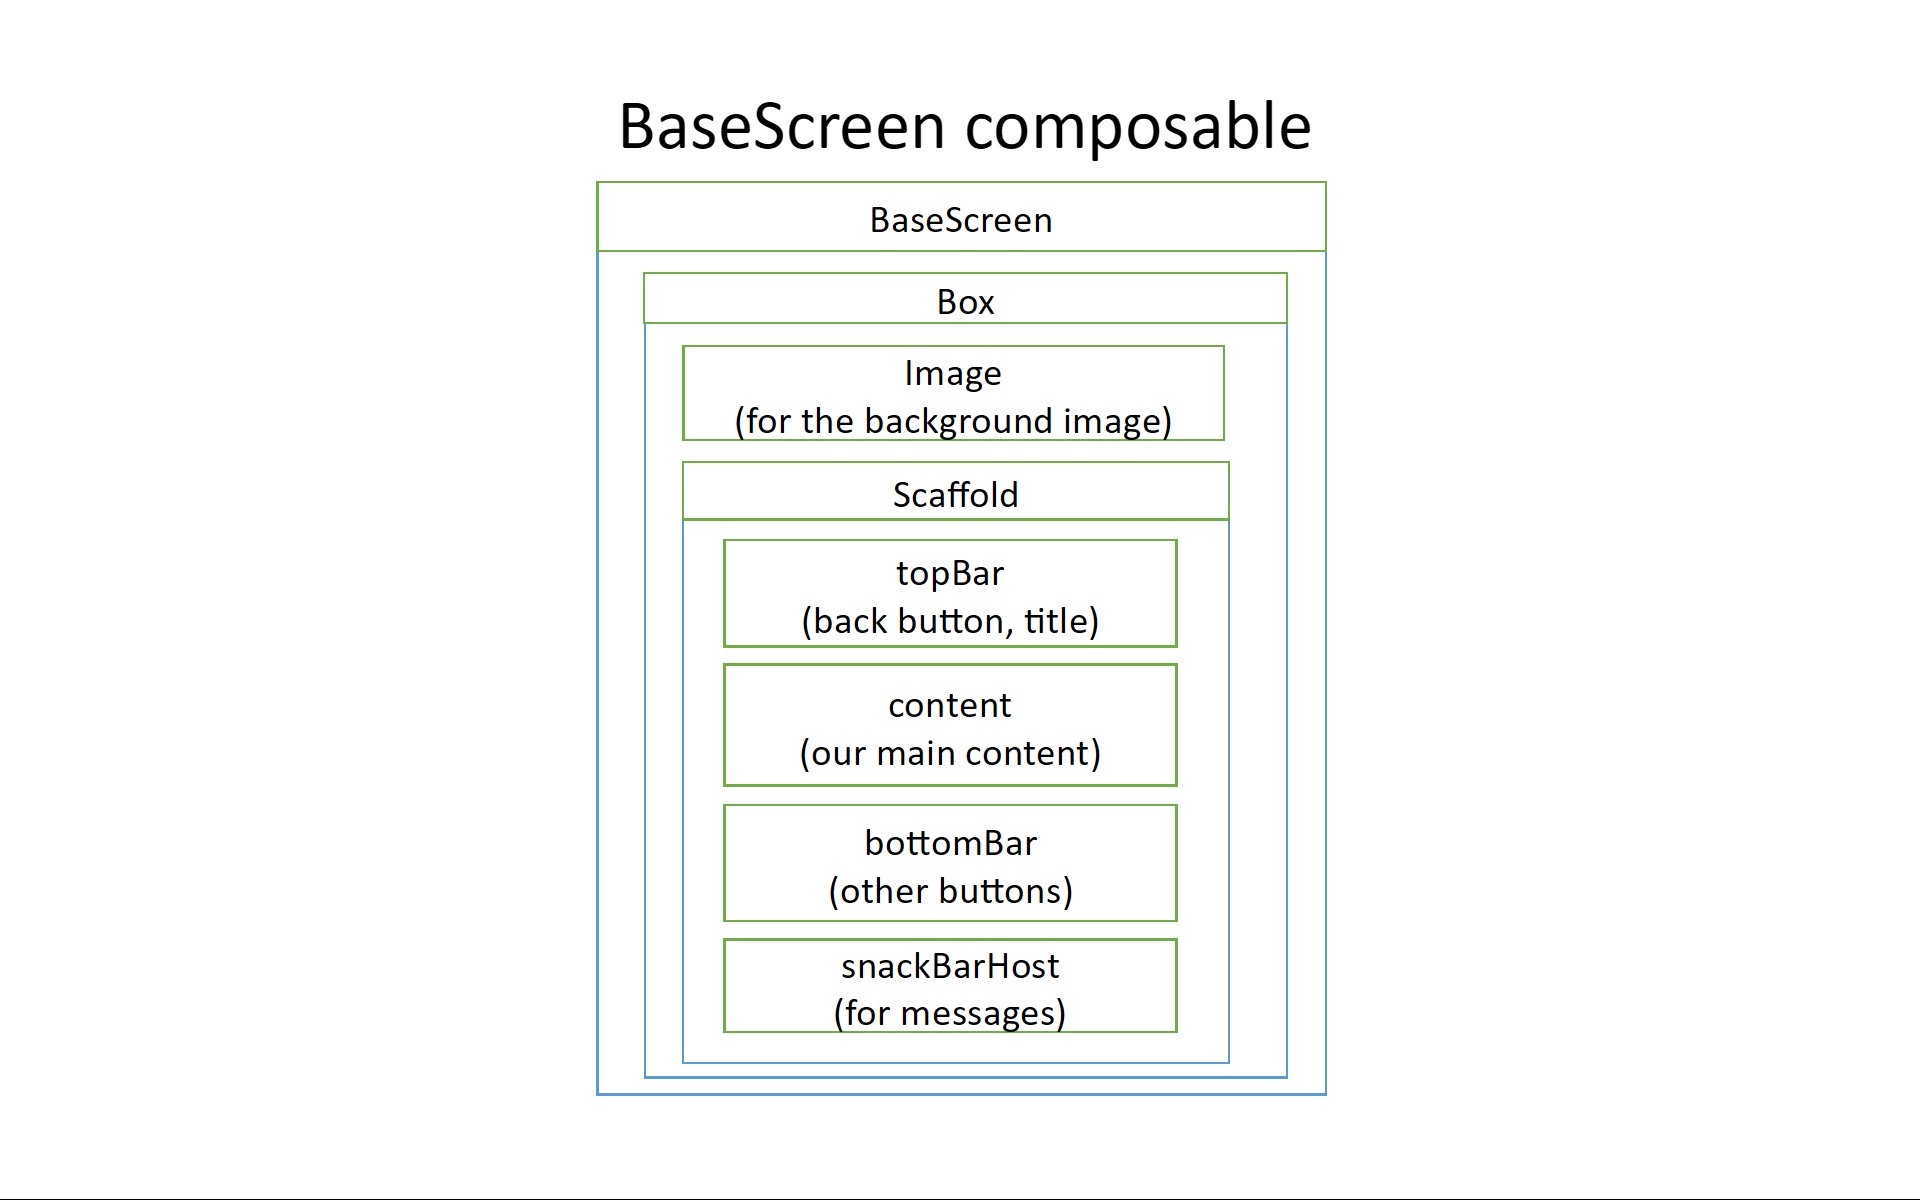 BaseScreen composable
BaseScreen
Box
Image
(for the background image)
Scaffold
topBar
(back button, title)
content
(our main content)
bottomBar
(other buttons)
snackBarHost
(for messages)